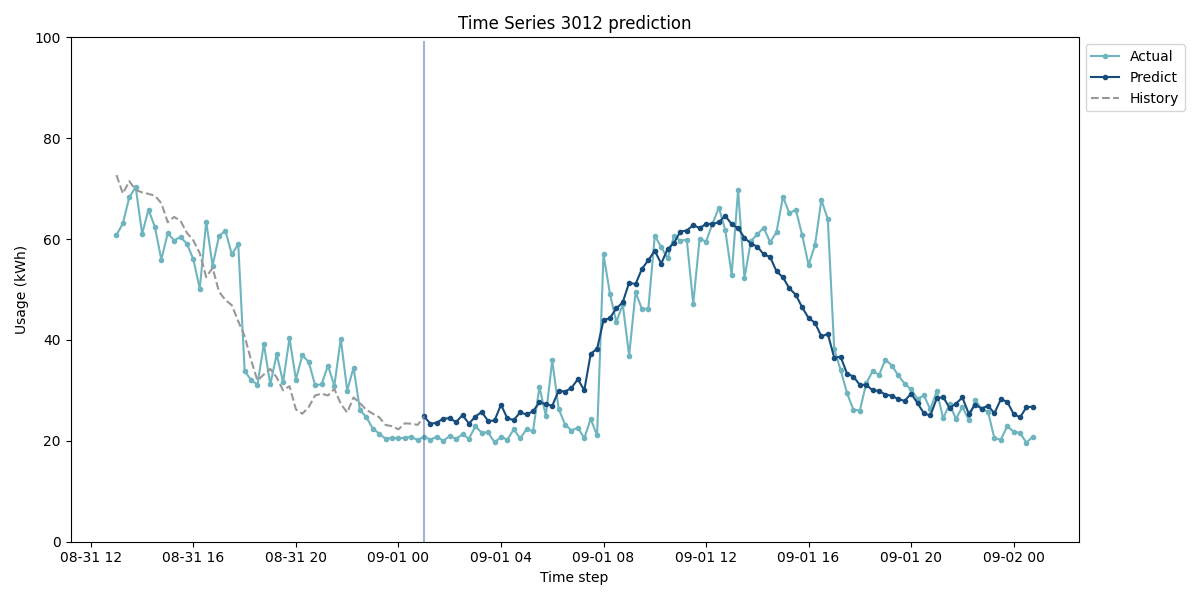 Time Series 3012 prediction
100
80
60
40
20
0
Usage (kWh)
08-31 12
08-31 16
08-31 20
09-01 00
09-01 04
09-01 08
09-01 12
09-01 16
09-01 20
09-02 00
Time step
Actual
Predict
History